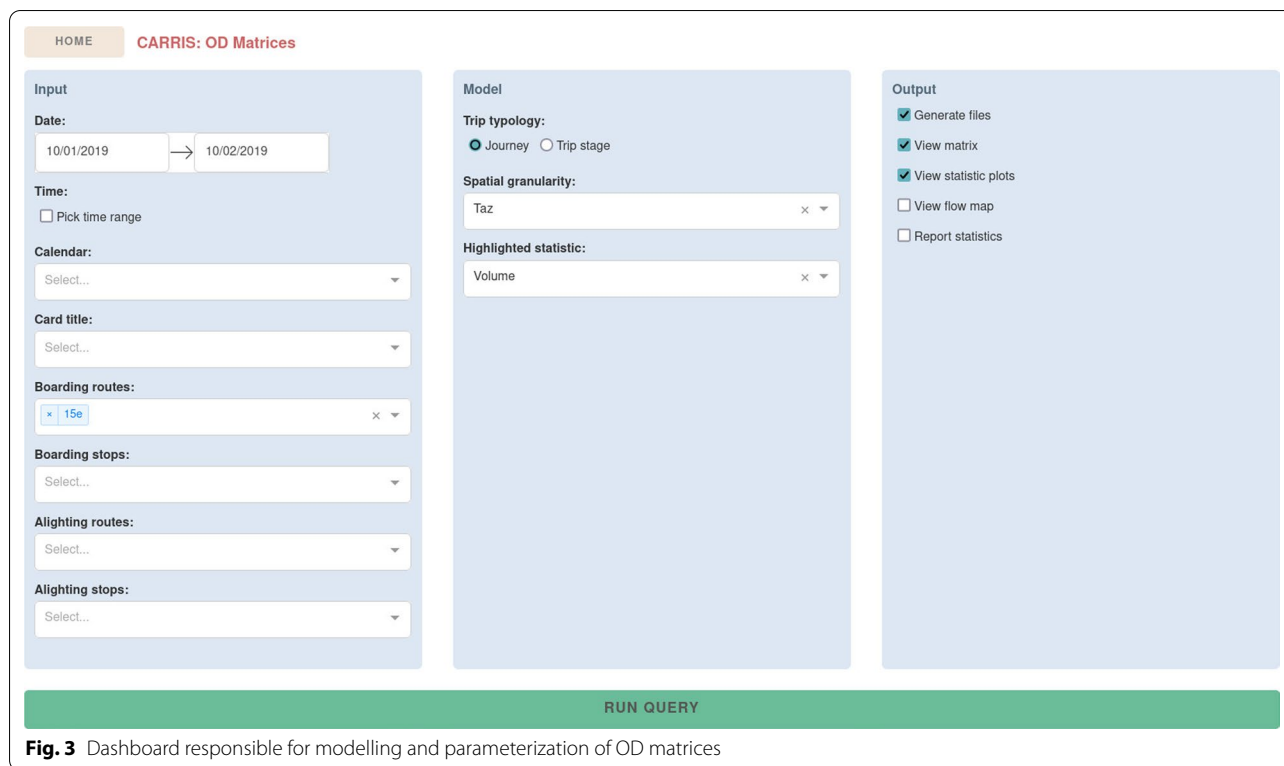 HOME
CARRIS: OD Matrices
Input
Date:
10/01/2019 → 10/02/2019
Time:
Pick time range
Calendar:
Select...
Card title:
Select...
Boarding routes:
× 15e ×
Boarding stops:
Select...
Alighting routes:
Select...
Alighting stops:
Select...
Model
Trip typology:
Journey Trip stage
Spatial granularity:
Taz ×
Highlighted statistic:
Volume ×
Output
Generate files
View matrix
View statistic plots
View flow map
Report statistics
RUN QUERY
Fig. 3 Dashboard responsible for modelling and parameterization of OD matrices